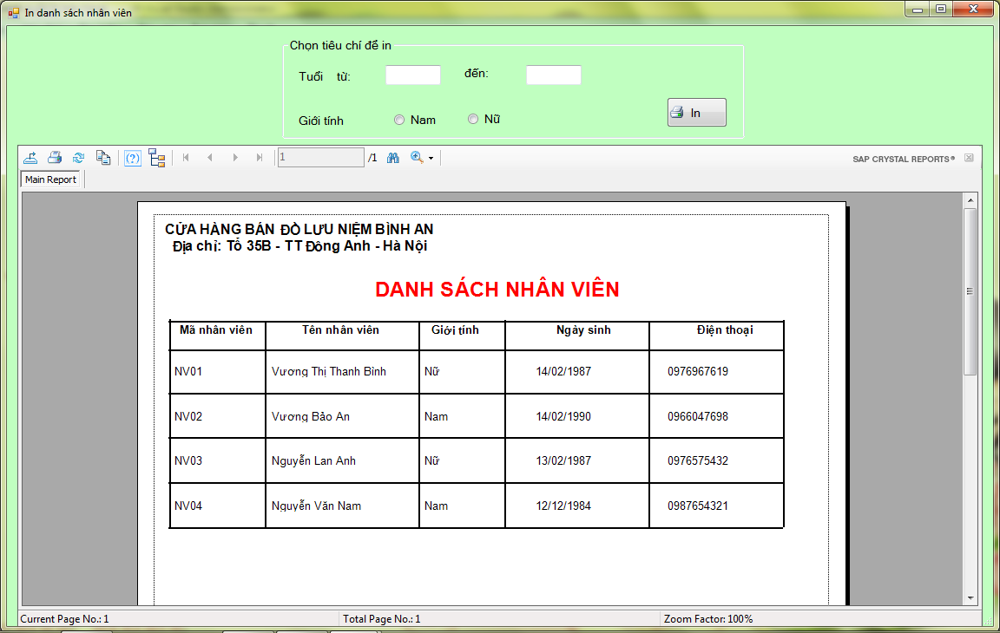 In danh sách nhân viên
Chọn tiêu chí để in
Tuổi từ: đến:
Giới tính Nam Nữ In
1 /1 SAP CRYSTAL REPORTS®
Main Report
CỬA HÀNG BÁN ĐỒ LƯU NIỆM BÌNH AN
Địa chỉ: Tổ 35B - TT Đông Anh - Hà Nội
DANH SÁCH NHÂN VIÊN
Mã nhân viên Tên nhân viên Giới tính Ngày sinh Điện thoại
NV01 Vương Thị Thanh Bình Nữ 14/02/1987 0976967619
NV02 Vương Bảo An Nam 14/02/1990 0966047698
NV03 Nguyễn Lan Anh Nữ 13/02/1987 0976575432
NV04 Nguyễn Văn Nam Nam 12/12/1984 0987654321
Current Page No.: 1 Total Page No.: 1 Zoom Factor: 100%